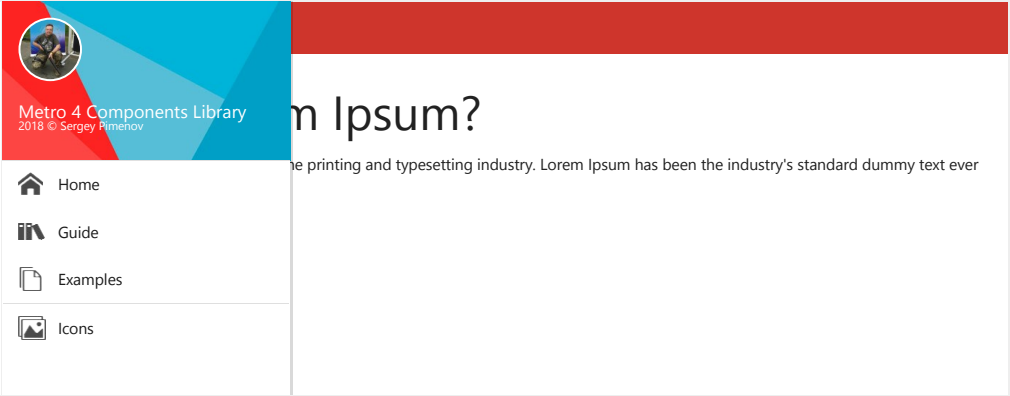 Metro 4 Components Library
2018 © Sergey Pimenov
Home
Guide
Examples
Icons
m Ipsum?
he printing and typesetting industry. Lorem Ipsum has been the industry's standard dummy text ever